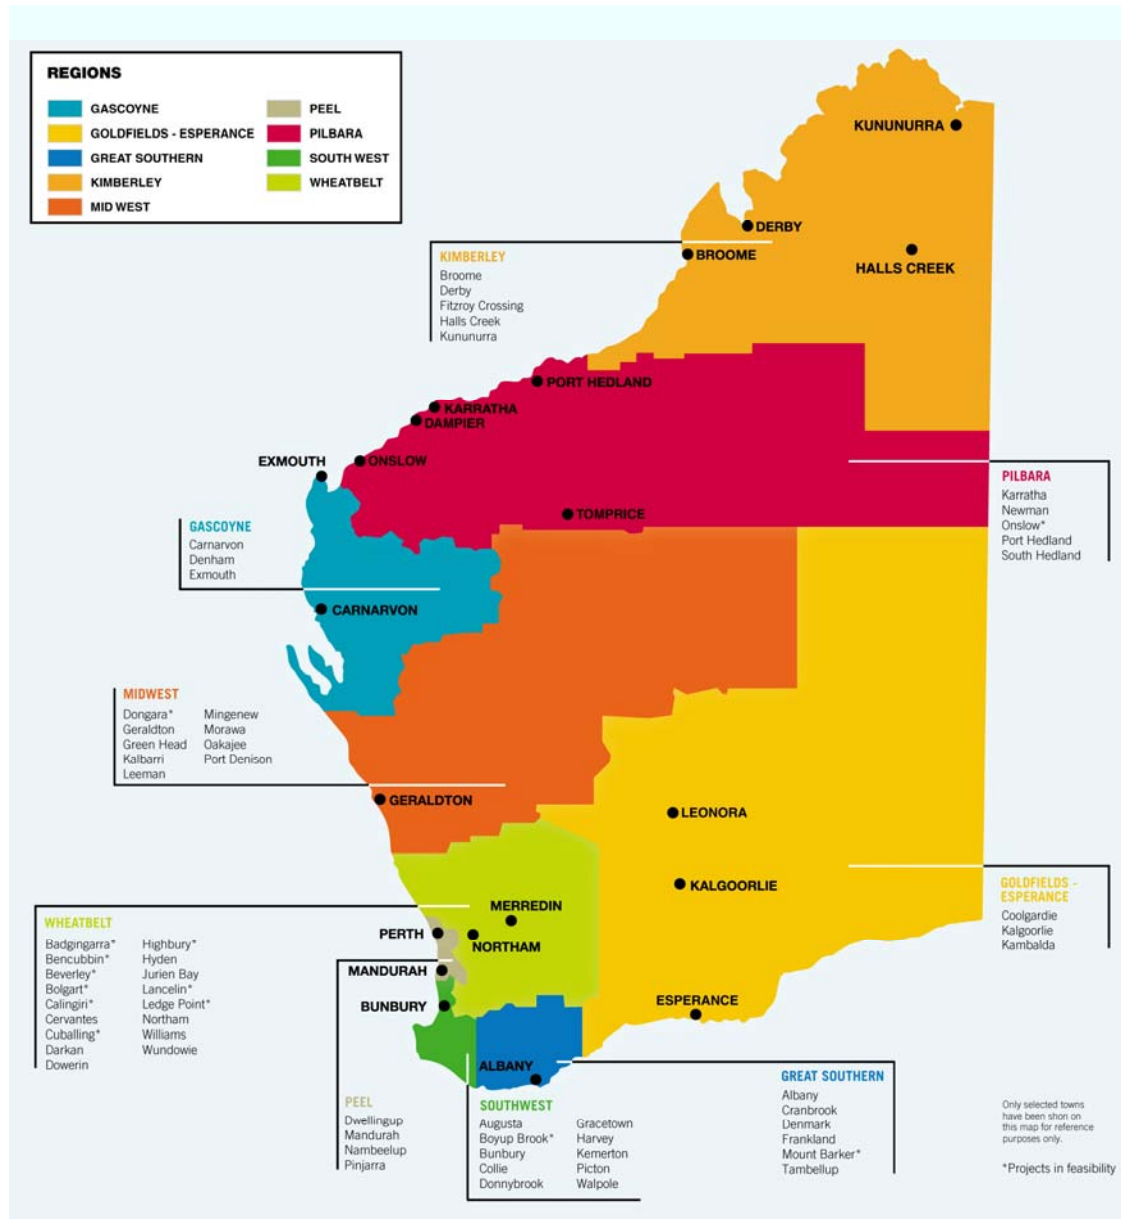 REGIONS
GASCOYNE
GOLDFIELDS - ESPERANCE
GREAT SOUTHERN
KIMBERLEY
MID WEST
PEEL
PILBARA
SOUTH WEST
WHEATBELT
KUNUNURRA
DERBY
BROOME
HALLS CREEK
KIMBERLEY
Broome
Derby
Fitzroy Crossing
Halls Creek
Kununurra
PORT HEDLAND
KARRATHA
DAMPIER
EXMOUTH
ONSLOW
TOMPRICE
PILBARA
Karratha
Newman
Onslow*
Port Hedland
South Hedland
GASCOYNE
Carnarvon
Denham
Exmouth
CARNARVON
MIDWEST
Dongara*
Geraldton
Green Head
Kalbarri
Leeman
Mingenew
Morawa
Oakajee
Port Denison
GERALDTON
LEONORA
KALGOORLIE
GOLDFIELDS -
ESPERANCE
Coolgardie
Kalgoorlie
Kambalda
MERREDIN
PERTH
NORTHAM
MANDURAH
BUNBURY
ESPERANCE
ALBANY
WHEATBELT
Badgingarra*
Bencubbin*
Beverley*
Bolgart*
Calingiri*
Cervantes
Cuballing*
Darkan
Dowerin
Highbury*
Hyden
Jurien Bay
Lancelin*
Ledge Point*
Northam
Williams
Wundowie
PEEL
Dwellingup
Mandurah
Nambeelup
Pinjarra
SOUTHWEST
Augusta
Boyup Brook*
Bunbury
Collie
Donnybrook
Gracetown
Harvey
Kemerton
Picton
Walpole
GREAT SOUTHERN
Albany
Cranbrook
Denmark
Frankland
Mount Barker*
Tambellup
Only selected towns
have been shon on
this map for reference
purposes only.
*Projects in feasibility